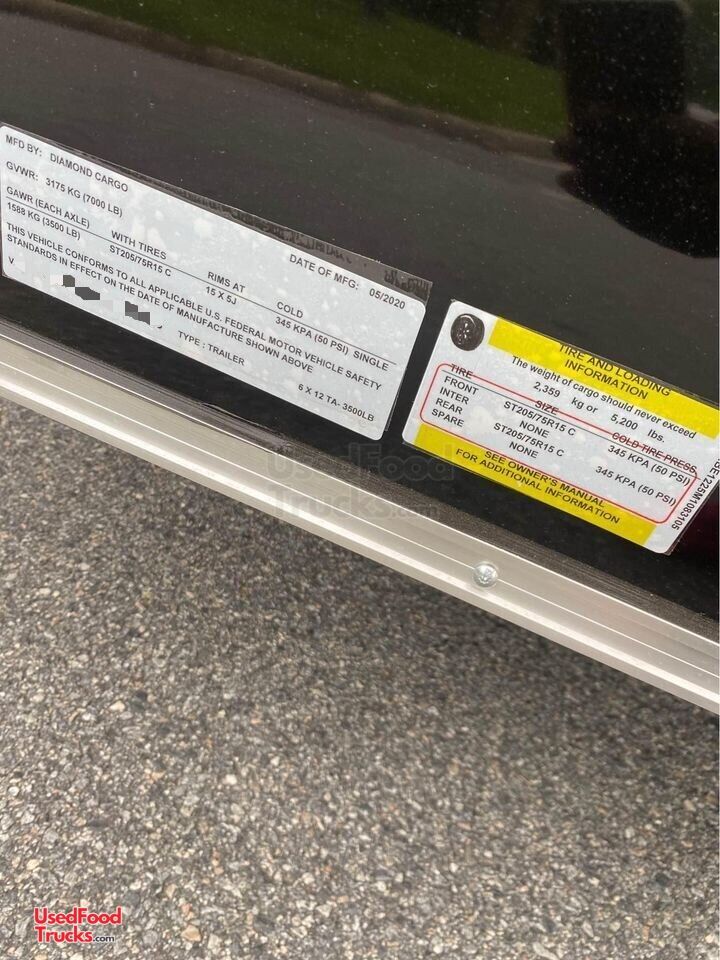 MFD BY: DIAMOND CARGO
DATE OF MFG: 05/2020
GVWR: 3175 KG (7000 LB)
GAWR (EACH AXLE) WITH TIRES RIMS AT COLD
1588 KG (3500 LB) ST205/75R15 C 15 X 5J 345 KPA (50 PSI) SINGLE
THIS VEHICLE CONFORMS TO ALL APPLICABLE U.S. FEDERAL MOTOR VEHICLE SAFETY
STANDARDS IN EFFECT ON THE DATE OF MANUFACTURE SHOWN ABOVE
V
TYPE : TRAILER
6 X 12 TA- 3500LB
TIRE AND LOADING
INFORMATION
The weight of cargo should never exceed
2,359 kg or 5,200 lbs.
TIRE SIZE COLD TIRE PRESS
FRONT ST205/75R15 C 345 KPA (50 PSI)
INTER NONE
REAR ST205/75R15 C 345 KPA (50 PSI)
SPARE NONE
SEE OWNER'S MANUAL
FOR ADDITIONAL INFORMATION
E1225M1083105
UsedFood
Trucks.com
UsedFood
Trucks.com